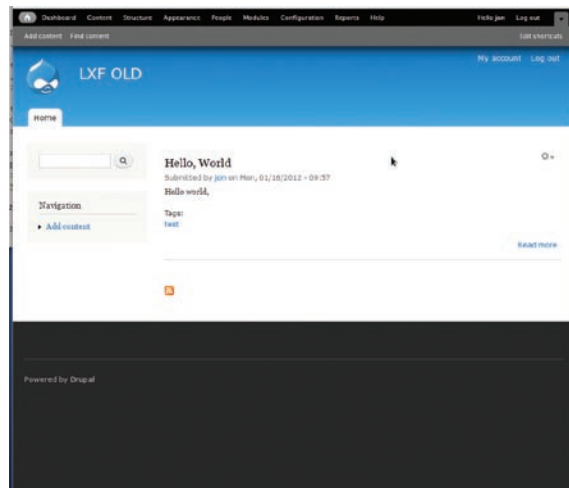 Dashboard Content Structure Appearance People Modules Configuration Reports Help Hello jon Log out
Add content Find content Edit shortcuts
My account Log out
LXF OLD
Home
Hello, World
Submitted by jon on Mon, 01/16/2012 - 09:57
Hello world,
Navigation
Add content
Tags:
test
Read more
Powered by Drupal